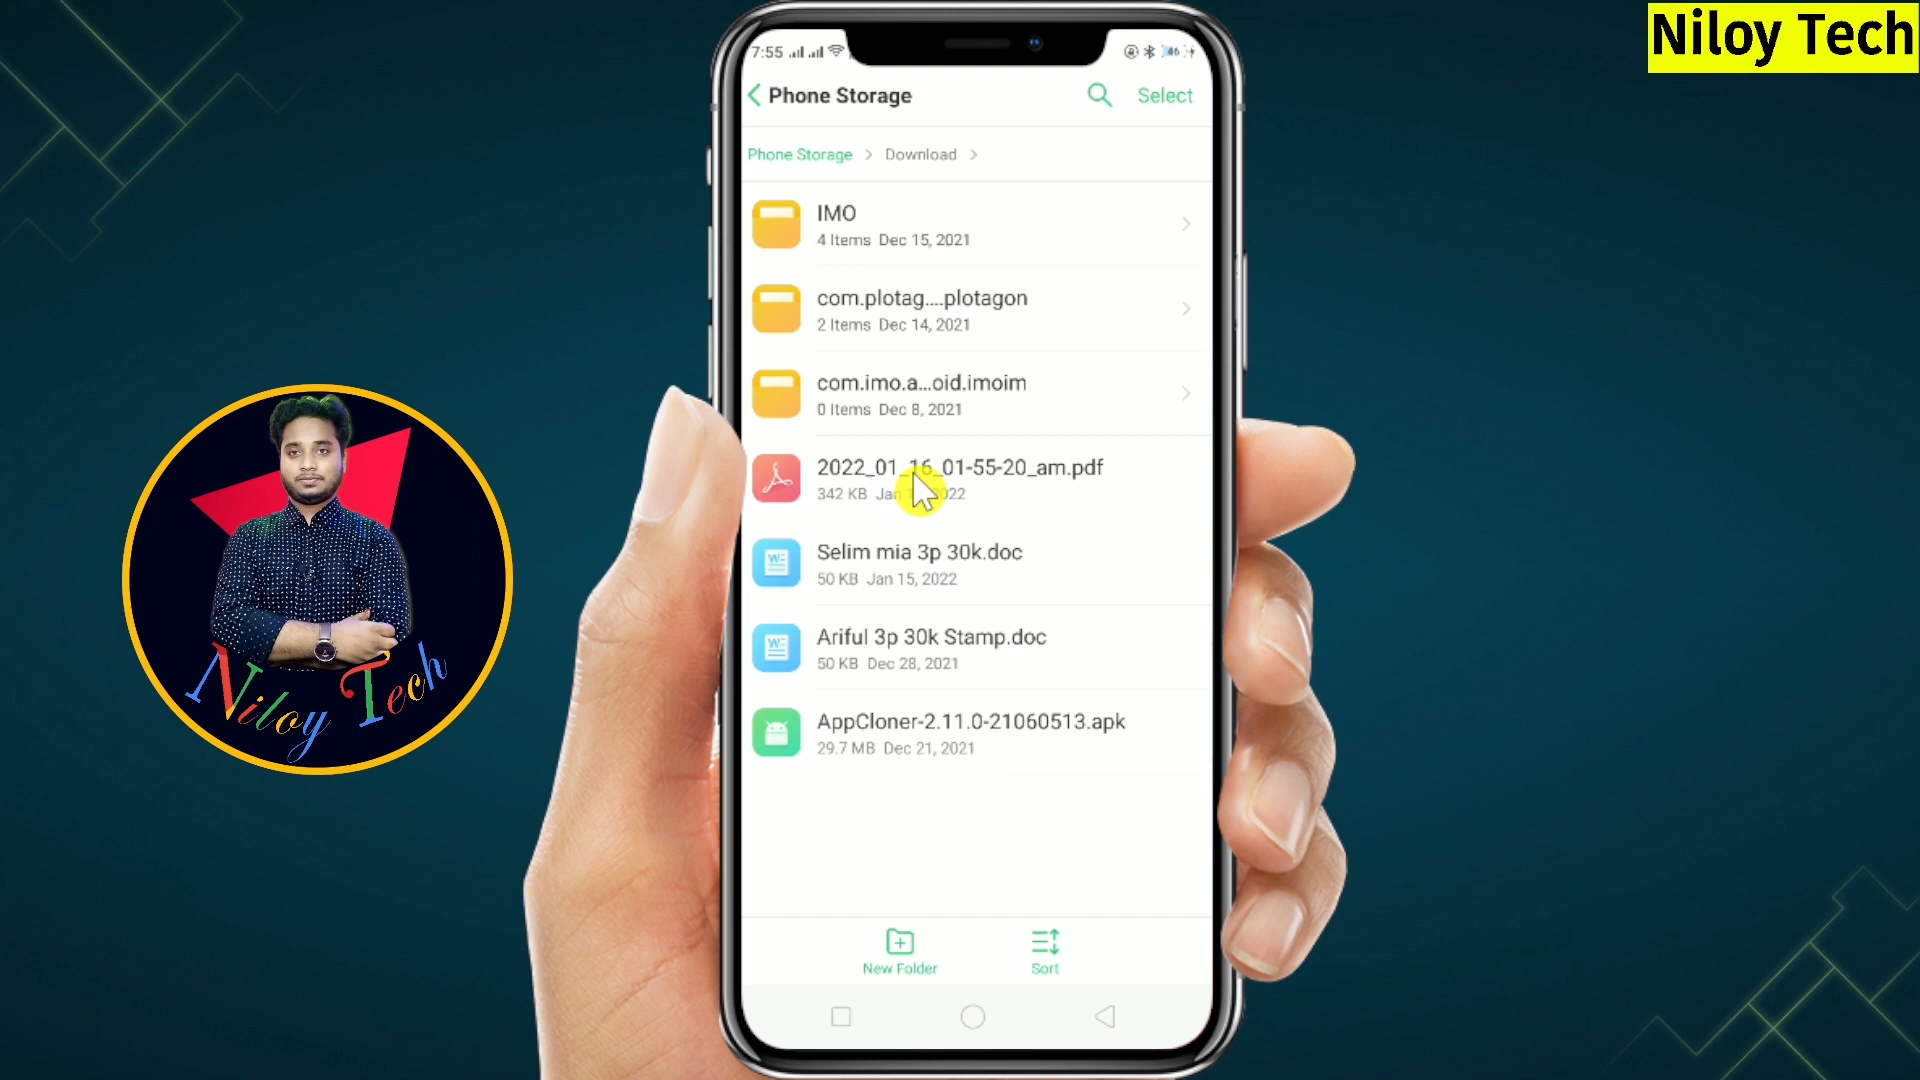 Niloy Tech
7:55
46
Phone Storage
Select
Phone Storage > Download >
IMO
4 Items Dec 15, 2021
com.plotag....plotagon
2 Items Dec 14, 2021
com.imo.a...oid.imoim
0 Items Dec 8, 2021
2022_01_16_01-55-20_am.pdf
342 KB Jan 2022
Selim mia 3p 30k.doc
50 KB Jan 15, 2022
Ariful 3p 30k Stamp.doc
50 KB Dec 28, 2021
AppCloner-2.11.0-21060513.apk
29.7 MB Dec 21, 2021
New Folder
Sort
Niloy Tech